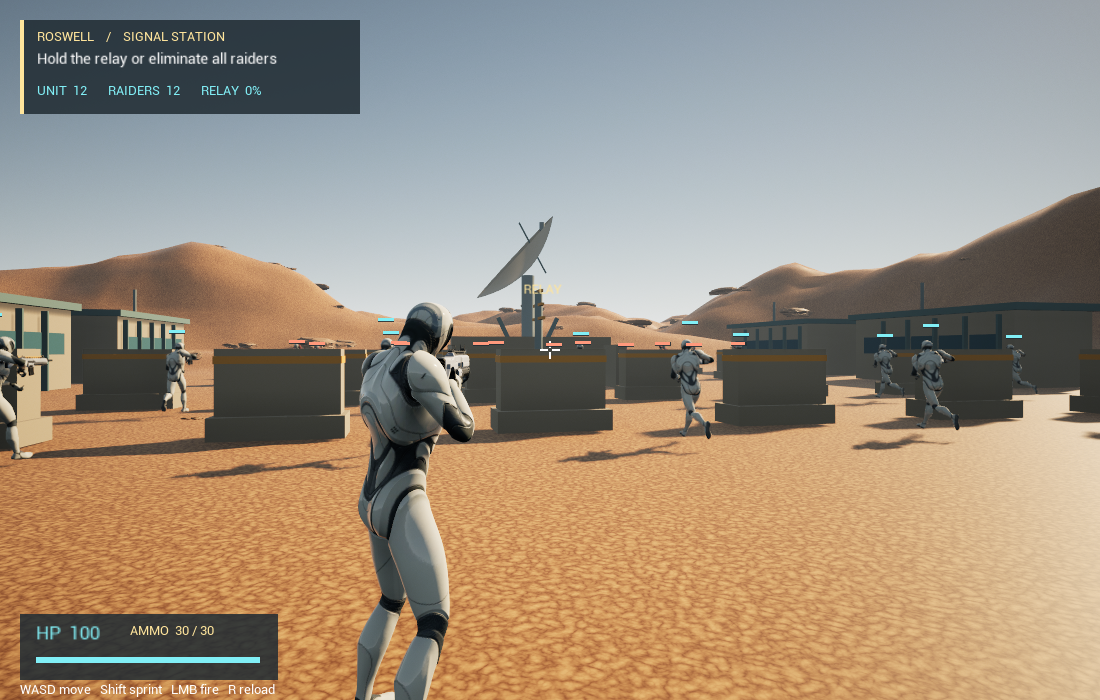 ROSWELL / SIGNAL STATION
Hold the relay or eliminate all raiders
UNIT 12 RAIDERS 12 RELAY 0%
RELAY
HP 100 AMMO 30 / 30
WASD move Shift sprint LMB fire R reload